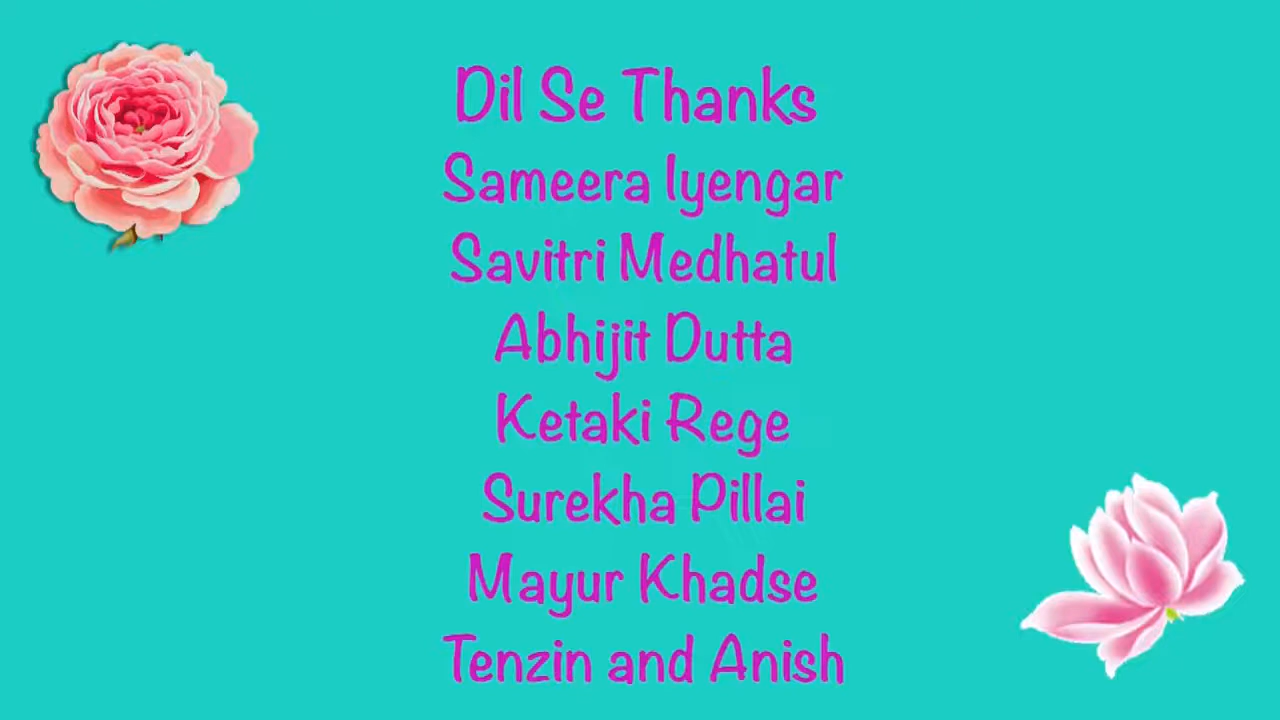 Dil Se Thanks
Sameera Iyengar
Savitri Medhatul
Abhijit Dutta
Ketaki Rege
Surekha Pillai
Mayur Khadse
Tenzin and Anish